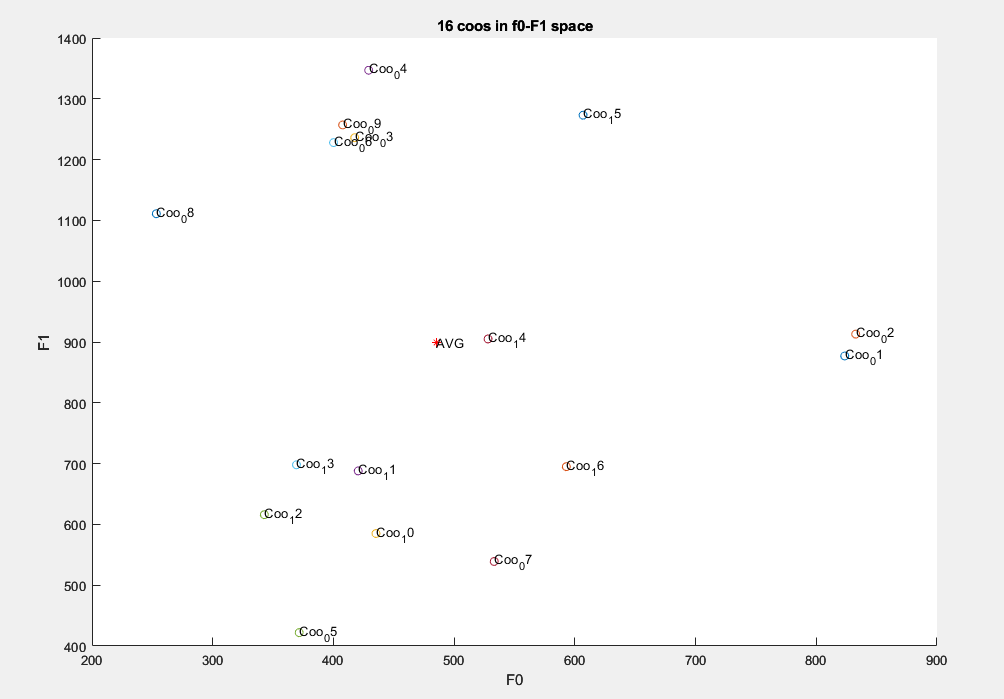 16 coos in f0-F1 space
1400
1300
1200
1100
1000
900
800
700
600
500
400
F1
Coo₀4
Coo₁5
Coo₀9
Coo₀3
Coo₀6
Coo₀8
Coo₀2
AVG
Coo₁4
Coo₀1
Coo₁3
Coo₁1
Coo₁6
Coo₁2
Coo₁0
Coo₀7
Coo₀5
200 300 400 500 600 700 800 900
F0